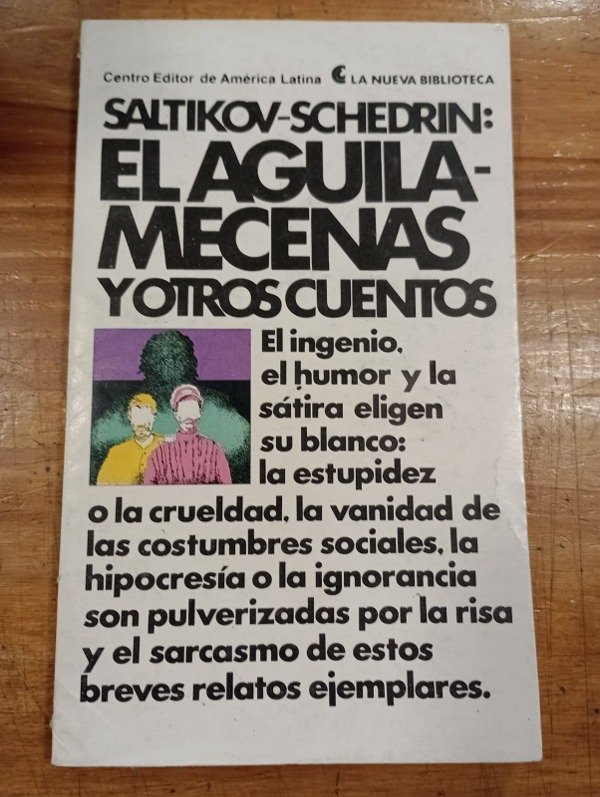 Centro Editor de América Latina LA NUEVA BIBLIOTECA
SALTIKOV-SCHEDRIN:
EL AGUILA-
MECENAS
Y OTROS CUENTOS
El ingenio,
el humor y la
sátira eligen
su blanco:
la estupidez
o la crueldad, la vanidad de
las costumbres sociales, la
hipocresía o la ignorancia
son pulverizadas por la risa
y el sarcasmo de estos
breves relatos ejemplares.